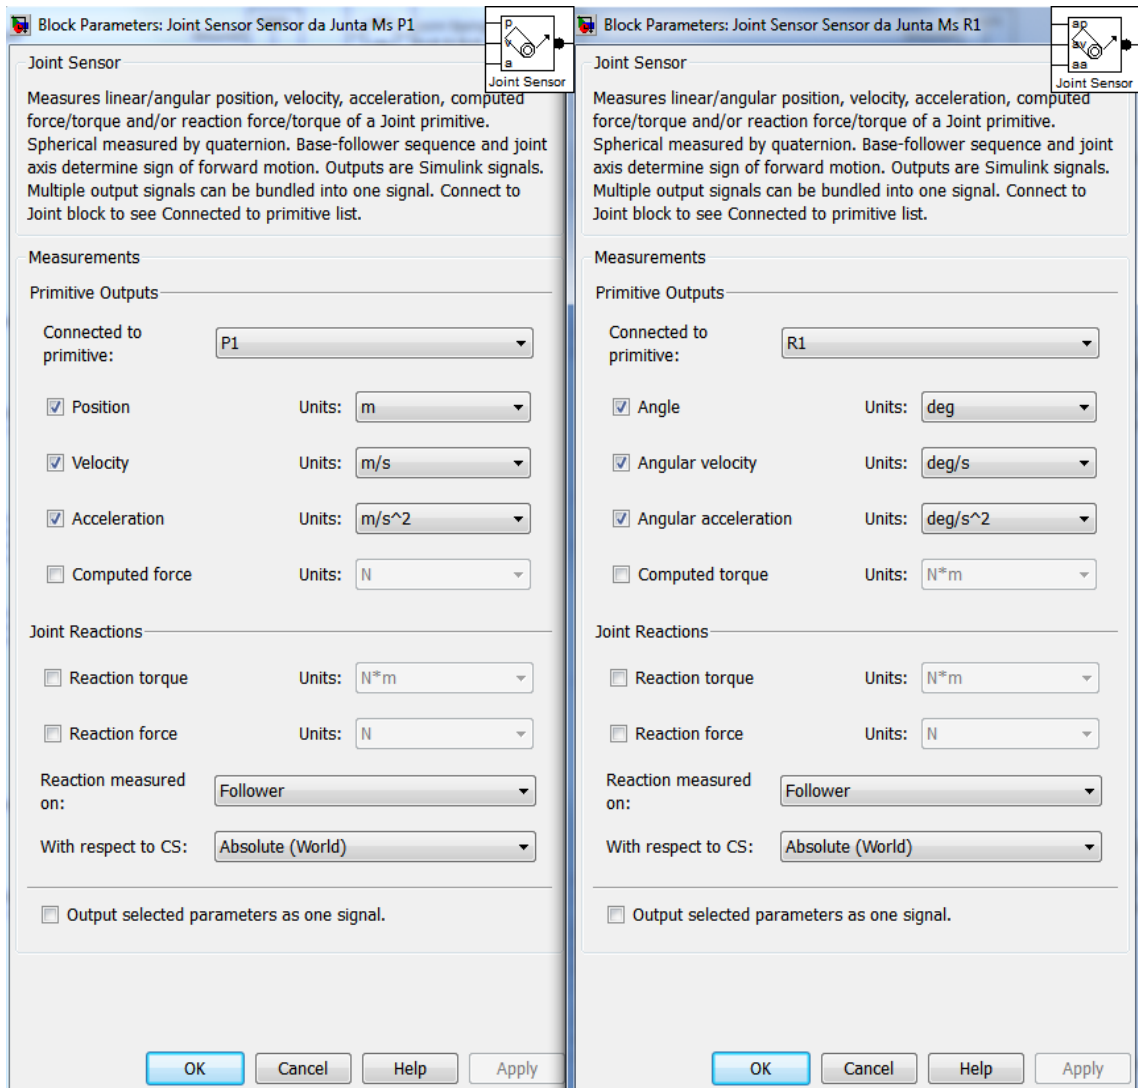 Block Parameters: Joint Sensor Sensor da Junta Ms P1
p
v
a
Joint Sensor
Joint Sensor
Measures linear/angular position, velocity, acceleration, computed
force/torque and/or reaction force/torque of a Joint primitive.
Spherical measured by quaternion. Base-follower sequence and joint
axis determine sign of forward motion. Outputs are Simulink signals.
Multiple output signals can be bundled into one signal. Connect to
Joint block to see Connected to primitive list.
Measurements
Primitive Outputs
Connected to
primitive:
P1
Position Units: m
Velocity Units: m/s
Acceleration Units: m/s^2
Computed force Units: N
Joint Reactions
Reaction torque Units: N*m
Reaction force Units: N
Reaction measured
on:
Follower
With respect to CS: Absolute (World)
Output selected parameters as one signal.
OK Cancel Help Apply
Block Parameters: Joint Sensor Sensor da Junta Ms R1
ap
av
aa
Joint Sensor
Joint Sensor
Measures linear/angular position, velocity, acceleration, computed
force/torque and/or reaction force/torque of a Joint primitive.
Spherical measured by quaternion. Base-follower sequence and joint
axis determine sign of forward motion. Outputs are Simulink signals.
Multiple output signals can be bundled into one signal. Connect to
Joint block to see Connected to primitive list.
Measurements
Primitive Outputs
Connected to
primitive:
R1
Angle Units: deg
Angular velocity Units: deg/s
Angular acceleration Units: deg/s^2
Computed torque Units: N*m
Joint Reactions
Reaction torque Units: N*m
Reaction force Units: N
Reaction measured
on:
Follower
With respect to CS: Absolute (World)
Output selected parameters as one signal.
OK Cancel Help Apply